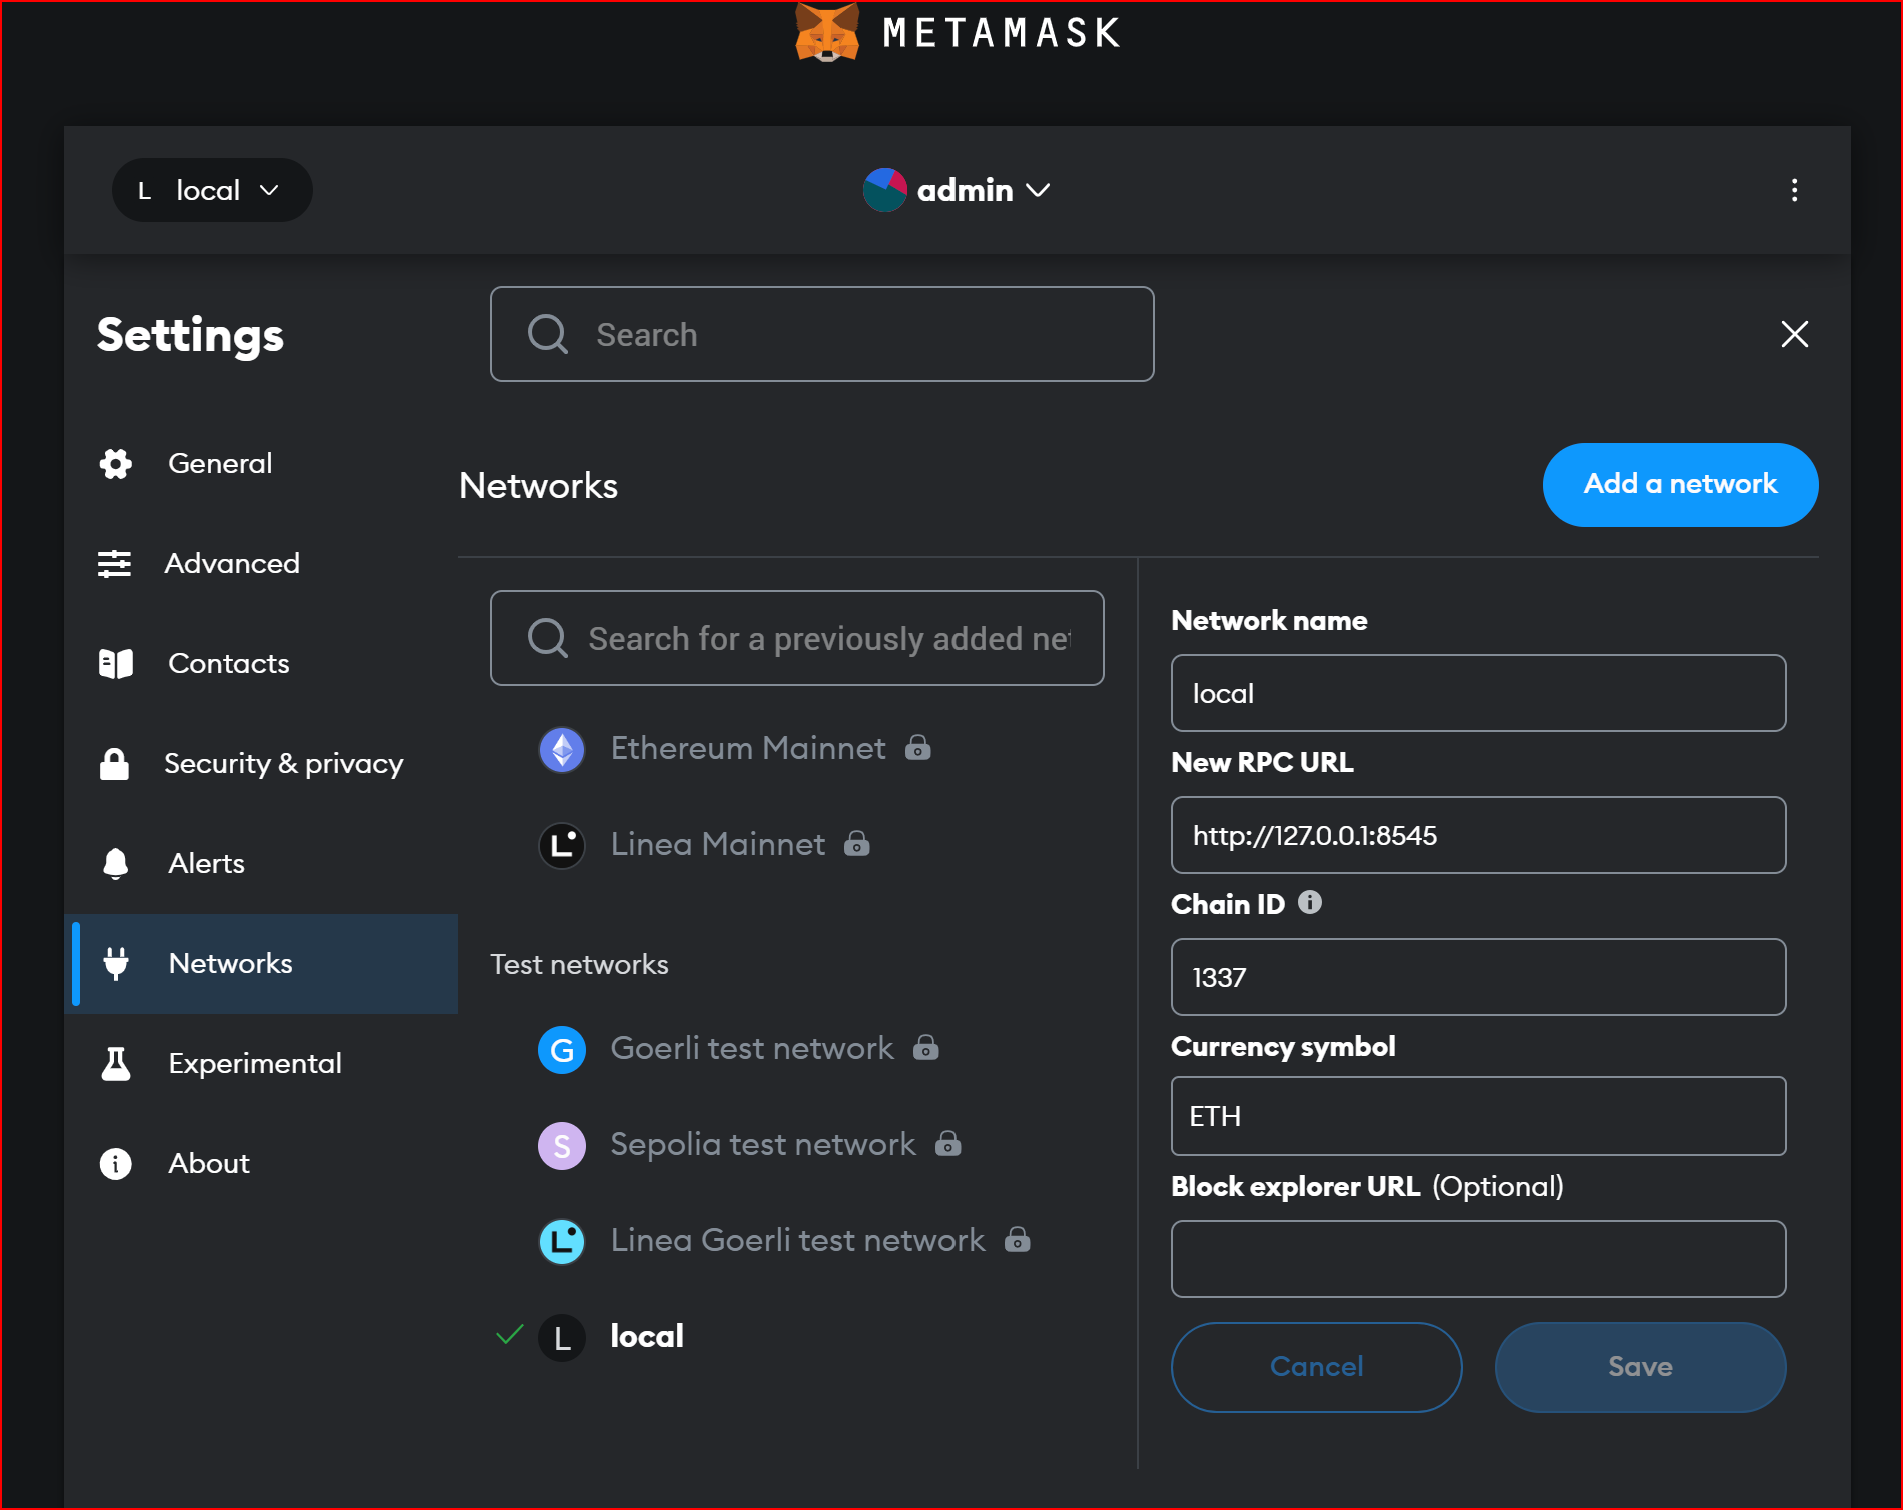 METAMASK
L local
admin
Settings
Search
General
Advanced
Contacts
Security & privacy
Alerts
Networks
Experimental
About
Networks
Add a network
Search for a previously added net
Ethereum Mainnet
L Linea Mainnet
Test networks
G Goerli test network
S Sepolia test network
L Linea Goerli test network
L local
Network name
local
New RPC URL
http://127.0.0.1:8545
Chain ID
1337
Currency symbol
ETH
Block explorer URL (Optional)
Cancel
Save